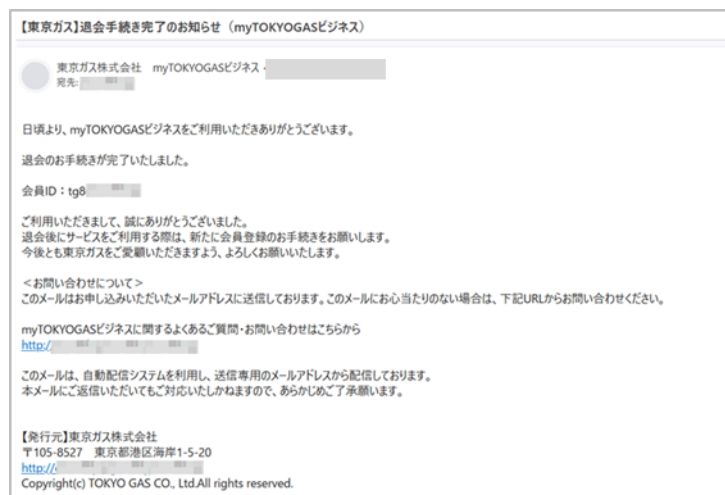 【東京ガス】退会手続き完了のお知らせ（myTOKYOGASビジネス）
東京ガス株式会社　myTOKYOGASビジネス・
宛先:
日頃より、myTOKYOGASビジネスをご利用いただきありがとうございます。
退会のお手続きが完了いたしました。
会員ID：tg8
ご利用いただきまして、誠にありがとうございました。
退会後にサービスをご利用する際は、新たに会員登録のお手続きをお願いします。
今後とも東京ガスをご愛顧いただきますよう、よろしくお願いいたします。
＜お問い合わせについて＞
このメールはお申し込みいただいたメールアドレスに送信しております。このメールにお心当たりのない場合は、下記URLからお問い合わせください。
myTOKYOGASビジネスに関するよくあるご質問・お問い合わせはこちらから
http:/
このメールは、自動配信システムを利用し、送信専用のメールアドレスから配信しております。
本メールにご返信いただいてもご対応いたしかねますので、あらかじめご了承願います。
【発行元】東京ガス株式会社
〒105-8527　東京都港区海岸1-5-20
http://
Copyright(c) TOKYO GAS CO., Ltd.All rights reserved.